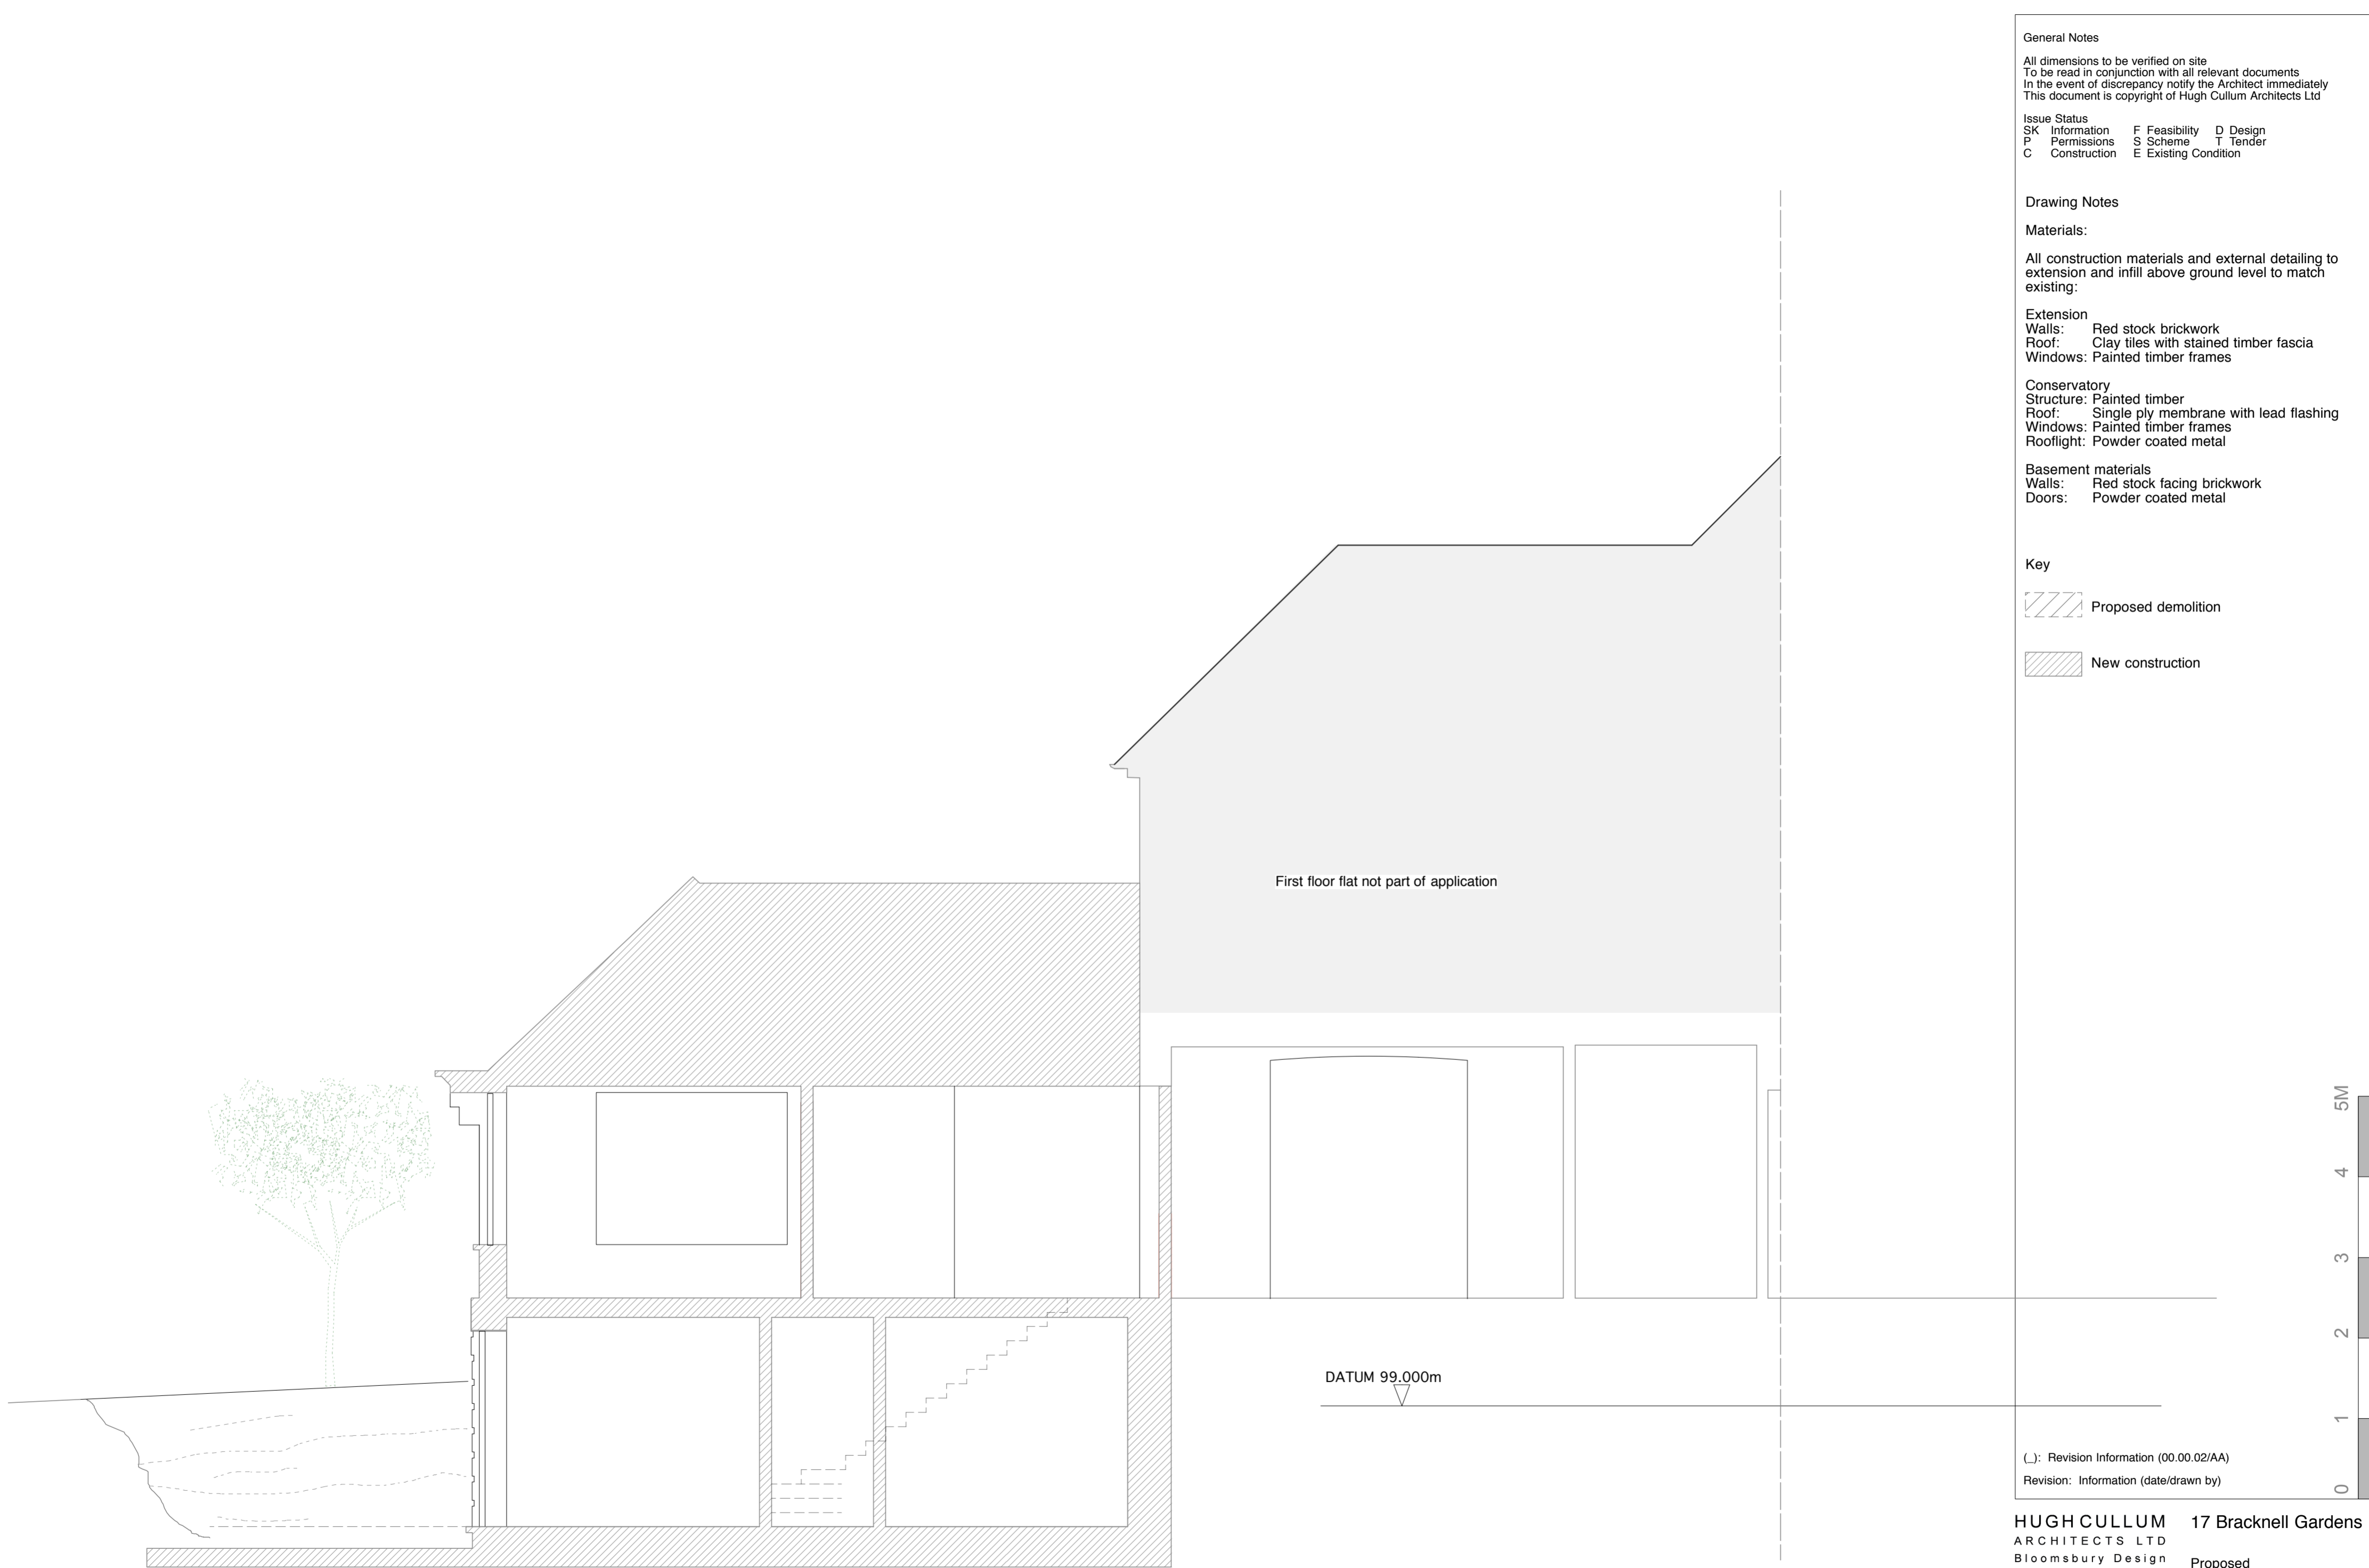 General Notes
All dimensions to be verified on site
To be read in conjunction with all relevant documents
In the event of discrepancy notify the Architect immediately
This document is copyright of Hugh Cullum Architects Ltd
Issue Status
SK Information F Feasibility D Design
P Permissions S Scheme T Tender
C Construction E Existing Condition
Drawing Notes
Materials:
All construction materials and external detailing to
extension and infill above ground level to match
existing:
Extension
Walls: Red stock brickwork
Roof: Clay tiles with stained timber fascia
Windows: Painted timber frames
Conservatory
Structure: Painted timber
Roof: Single ply membrane with lead flashing
Windows: Painted timber frames
Rooflight: Powder coated metal
Basement materials
Walls: Red stock facing brickwork
Doors: Powder coated metal
Key
Proposed demolition
New construction
First floor flat not part of application
DATUM 99.000m
5M
4
3
2
1
0
(_): Revision Information (00.00.02/AA)
Revision: Information (date/drawn by)
HUGH CULLUM
ARCHITECTS LTD
Bloomsbury Design
17 Bracknell Gardens
Proposed